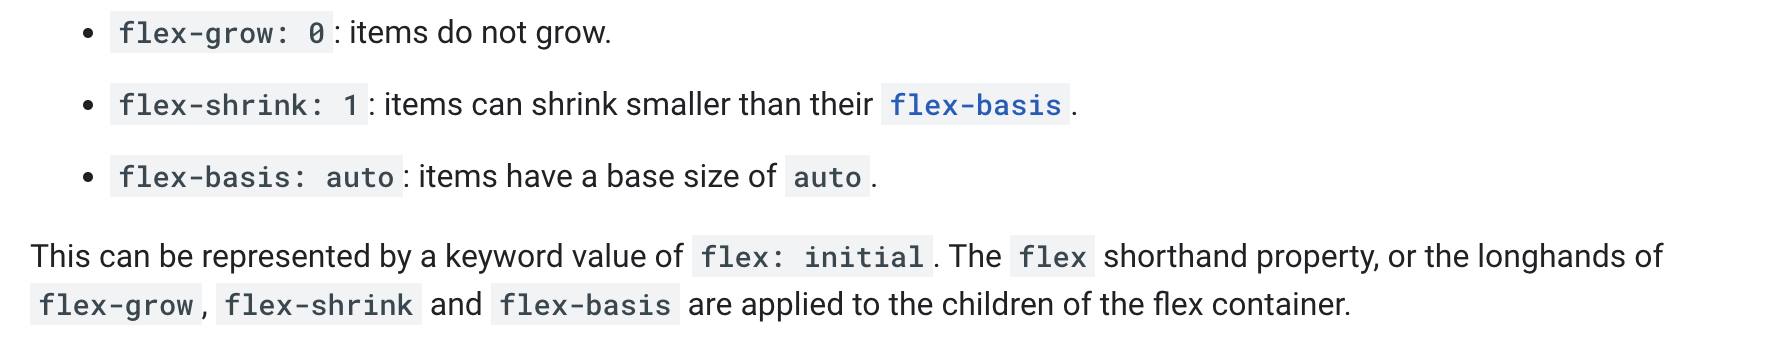 • flex-grow: 0: items do not grow.
• flex-shrink: 1: items can shrink smaller than their flex-basis.
• flex-basis: auto: items have a base size of auto.
This can be represented by a keyword value of flex: initial. The flex shorthand property, or the longhands of
flex-grow, flex-shrink and flex-basis are applied to the children of the flex container.